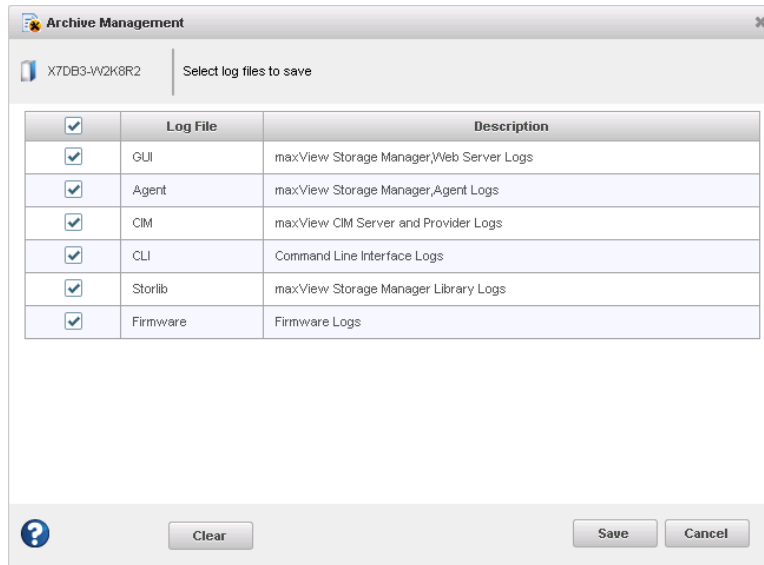 Archive Management
X7DB3-W2K8R2 Select log files to save
Log File Description
GUI maxView Storage Manager,Web Server Logs
Agent maxView Storage Manager,Agent Logs
CIM maxView CIM Server and Provider Logs
CLI Command Line Interface Logs
Storlib maxView Storage Manager Library Logs
Firmware Firmware Logs
? Clear Save Cancel